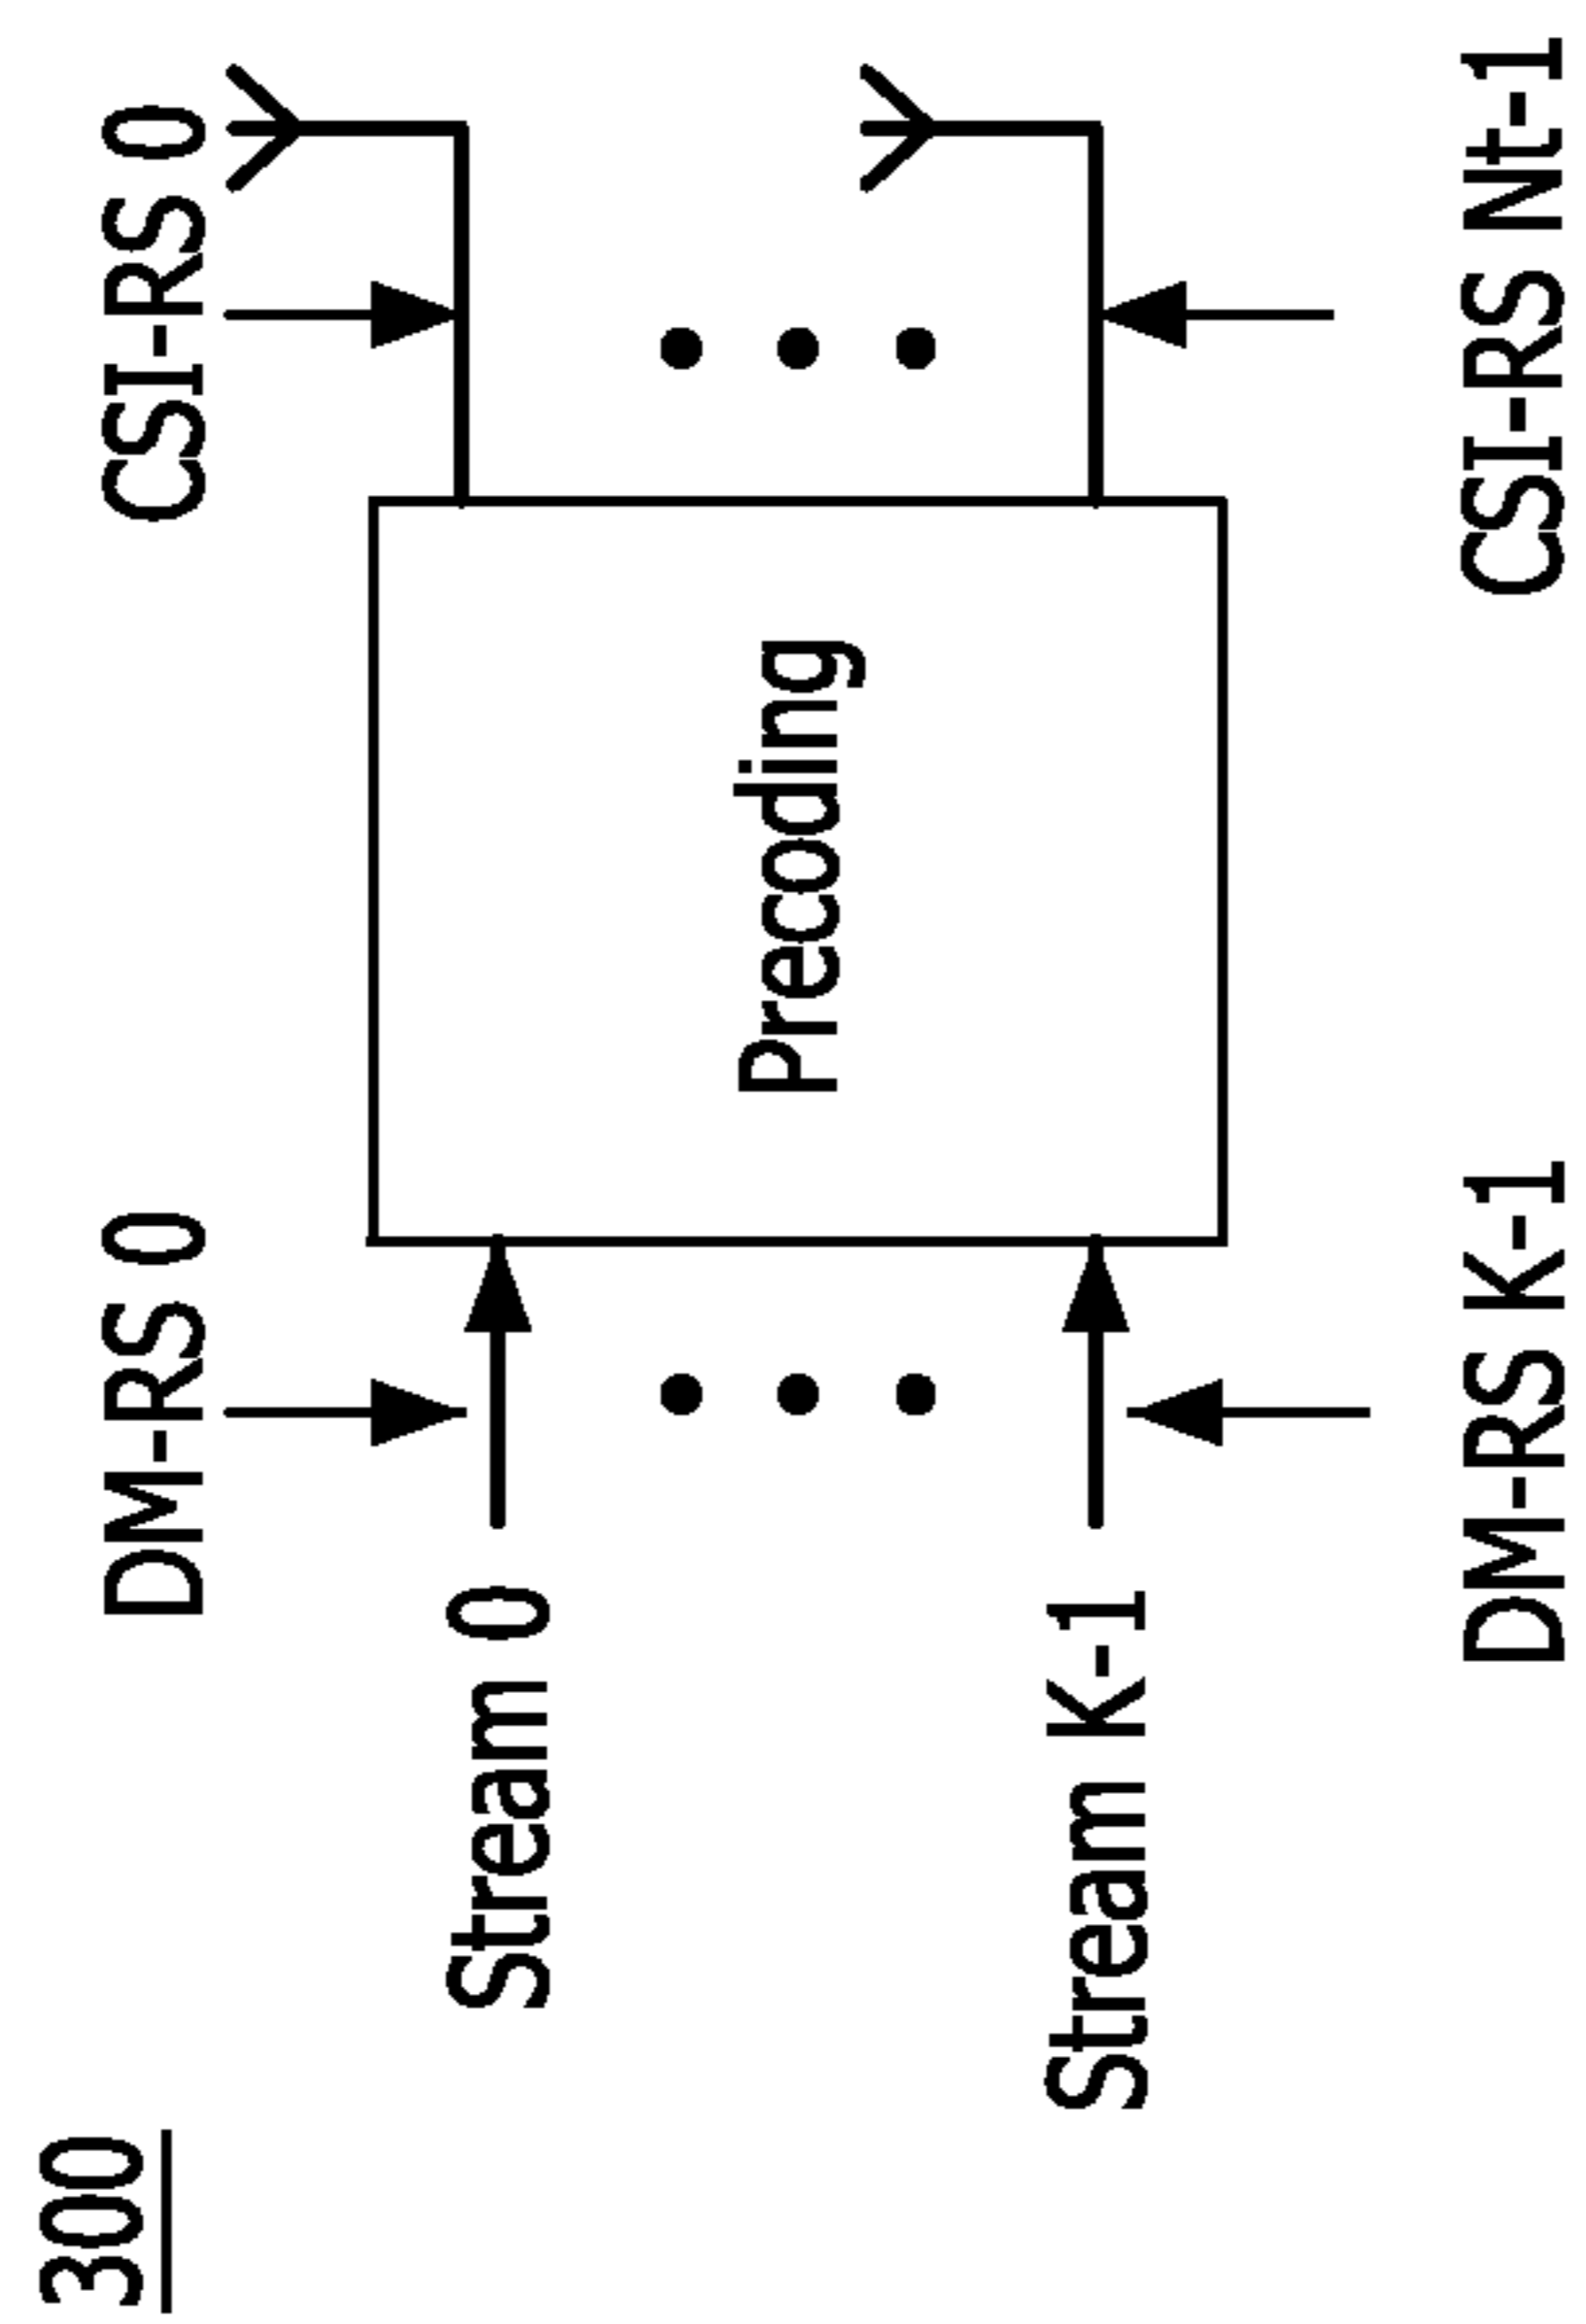 300
DM-RS 0
CSI-RS 0
Stream 0
Precoding
Stream K-1
DM-RS K-1
CSI-RS Nt-1